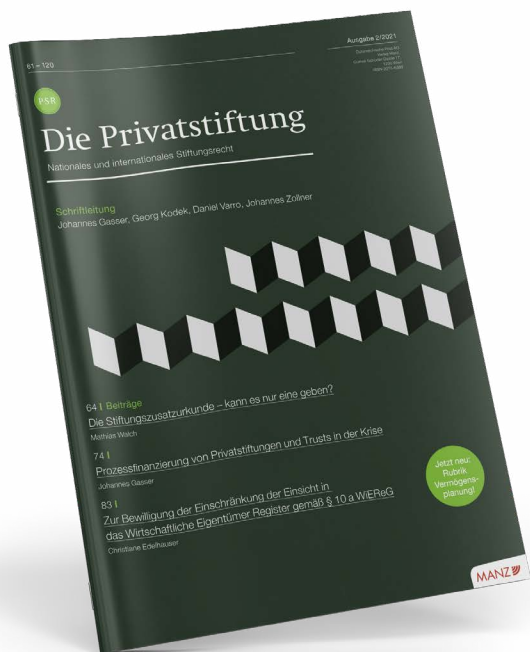 61 – 120
Ausgabe 2/2021
PSR
Die Privatstiftung
Nationales und internationales Stiftungsrecht
Schriftleitung
Johannes Gasser, Georg Kodek, Daniel Varro, Johannes Zollner
64 | Beiträge
Die Stiftungszusatzurkunde – kann es nur eine geben?
Mathias Walch
74 |
Prozessfinanzierung von Privatstiftungen und Trusts in der Krise
Johannes Gasser
83 |
Zur Bewilligung der Einschränkung der Einsicht in
das Wirtschaftliche Eigentümer Register gemäß § 10 a WiEReG
Christiane Edelhauser
Jetzt neu:
Rubrik
Vermögens-
planung!
MANZ